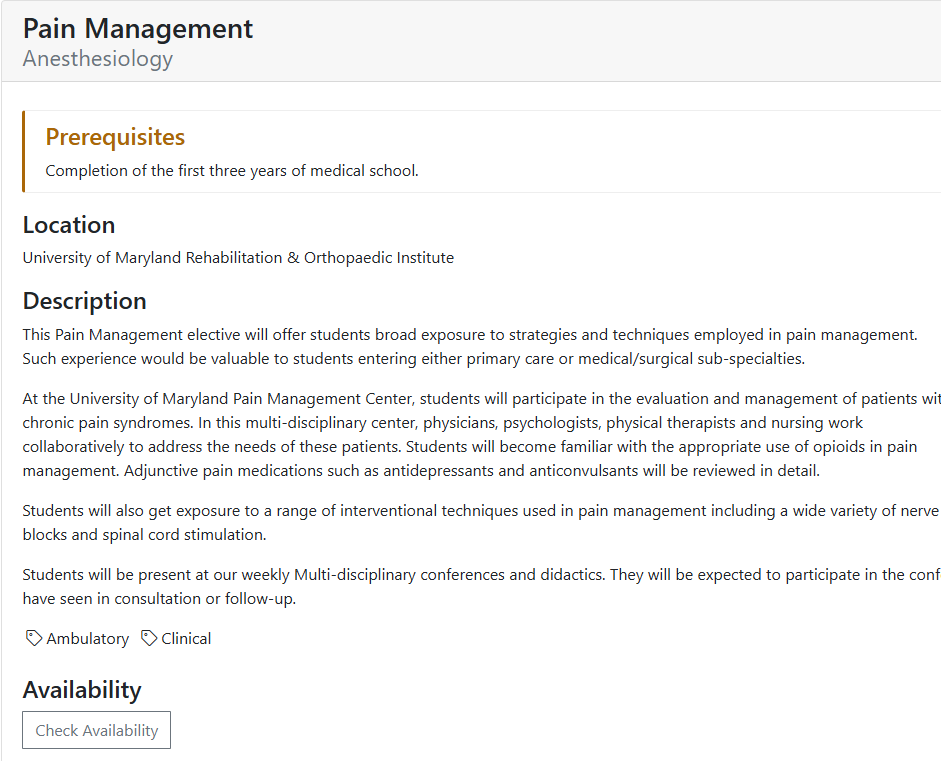 Pain Management
Anesthesiology
Prerequisites
Completion of the first three years of medical school.
Location
University of Maryland Rehabilitation & Orthopaedic Institute
Description
This Pain Management elective will offer students broad exposure to strategies and techniques employed in pain management.
Such experience would be valuable to students entering either primary care or medical/surgical sub-specialties.
At the University of Maryland Pain Management Center, students will participate in the evaluation and management of patients wit
chronic pain syndromes. In this multi-disciplinary center, physicians, psychologists, physical therapists and nursing work
collaboratively to address the needs of these patients. Students will become familiar with the appropriate use of opioids in pain
management. Adjunctive pain medications such as antidepressants and anticonvulsants will be reviewed in detail.
Students will also get exposure to a range of interventional techniques used in pain management including a wide variety of nerve
blocks and spinal cord stimulation.
Students will be present at our weekly Multi-disciplinary conferences and didactics. They will be expected to participate in the conf
have seen in consultation or follow-up.
Ambulatory Clinical
Availability
Check Availability